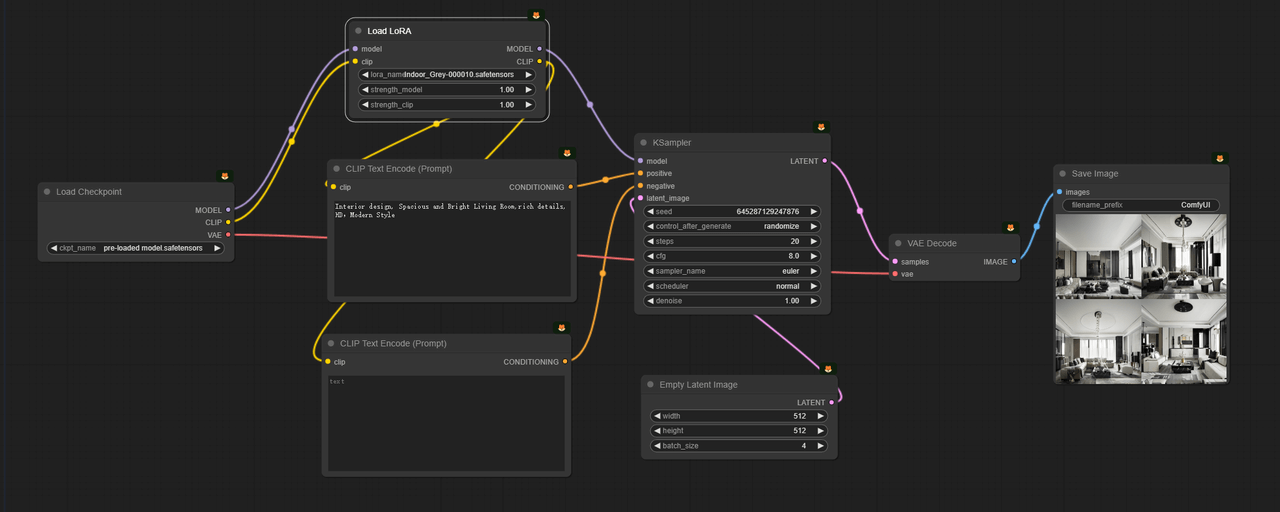 Load LoRA
model
MODEL
clip
CLIP
lora_name
Indoor_Grey-000010.safetensors
strength_model
1.00
strength_clip
1.00
Load Checkpoint
MODEL
CLIP
VAE
ckpt_name
pre-loaded model.safetensors
CLIP Text Encode (Prompt)
clip
CONDITIONING
Interior design, Spacious and Bright Living Room,rich details,
HD, Modern Style
CLIP Text Encode (Prompt)
clip
CONDITIONING
text
KSampler
model
LATENT
positive
negative
latent_image
seed
645287129247876
control_after_generate
randomize
steps
20
cfg
8.0
sampler_name
euler
scheduler
normal
denoise
1.00
Empty Latent Image
LATENT
width
512
height
512
batch_size
4
VAE Decode
samples
IMAGE
vae
Save Image
images
filename_prefix
ComfyUI